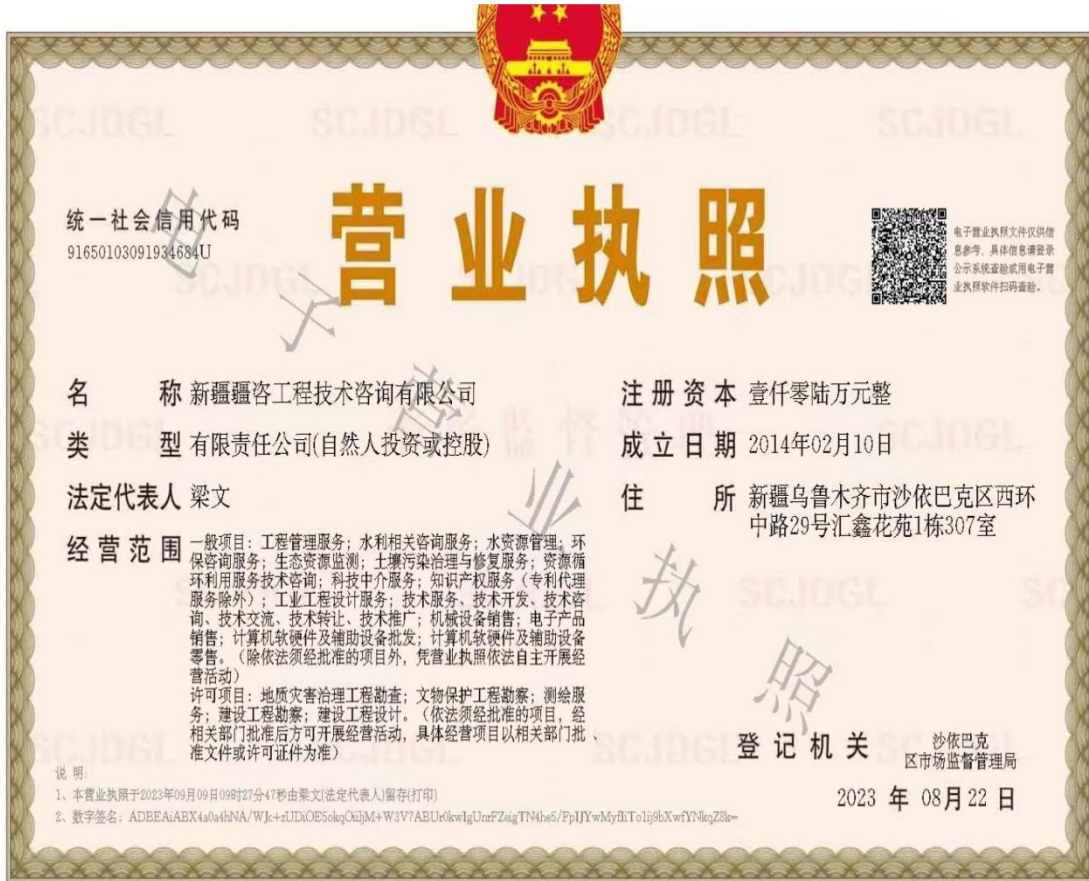 统一社会信用代码
91650103091934684U
营业执照
电子营业执照文件仅供信
息参考，具体信息请登录
公示系统查验或用电子营
业执照软件扫码查验。
名 称 新疆疆咨工程技术咨询有限公司
类 型 有限责任公司(自然人投资或控股)
法定代表人 梁文
经营范围 一般项目：工程管理服务；水利相关咨询服务；水资源管理；环
保咨询服务；生态资源监测；土壤污染治理与修复服务；资源循
环利用服务技术咨询；科技中介服务；知识产权服务（专利代理
服务除外）；工业工程设计服务；技术服务、技术开发、技术咨
询、技术交流、技术转让、技术推广；机械设备销售；电子产品
销售；计算机软硬件及辅助设备批发；计算机软硬件及辅助设备
零售。（除依法须经批准的项目外，凭营业执照依法自主开展经
营活动）
许可项目：地质灾害治理工程勘查；文物保护工程勘察；测绘服
务；建设工程勘察；建设工程设计。（依法须经批准的项目，经
相关部门批准后方可开展经营活动，具体经营项目以相关部门批
准文件或许可证件为准）
注册资本 壹仟零陆万元整
成立日期 2014年02月10日
住 所 新疆乌鲁木齐市沙依巴克区西环
中路29号汇鑫花苑1栋307室
登记机关 沙依巴克
区市场监督管理局
2023 年 08月22 日
说 明:
1、本营业执照于2023年09月09日09时27分47秒由梁文(法定代表人)留存(打印)
2、数字签名：
电子营业执照
SCJDGL